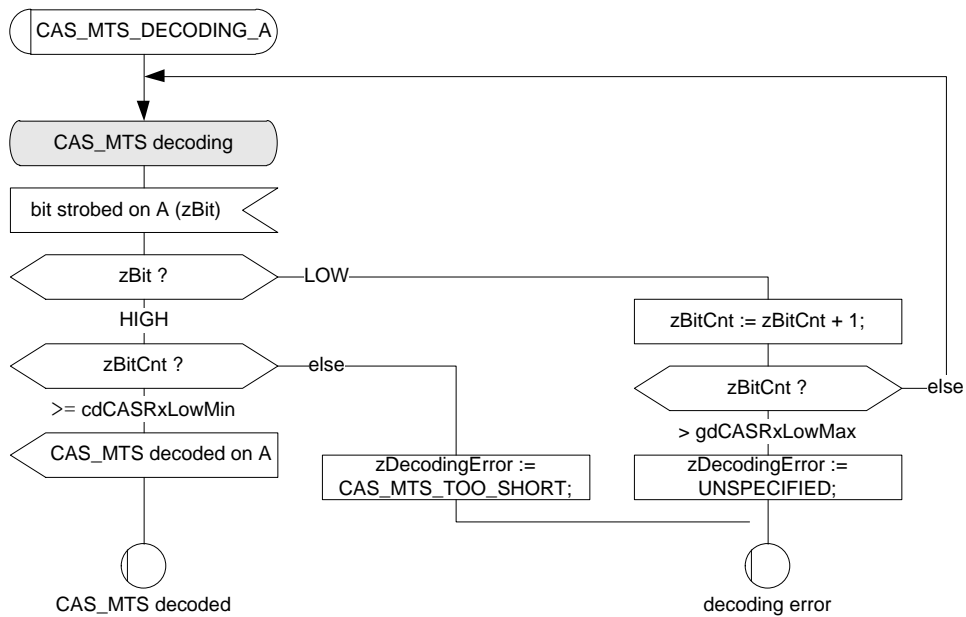 CAS_MTS_DECODING_A
CAS_MTS decoding
bit strobed on A (zBit)
zBit ?
LOW
HIGH
zBitCnt := zBitCnt + 1;
zBitCnt ?
else
zBitCnt ?
else
>= cdCASRxLowMin
> gdCASRxLowMax
CAS_MTS decoded on A
zDecodingError :=
CAS_MTS_TOO_SHORT;
zDecodingError :=
UNSPECIFIED;
CAS_MTS decoded
decoding error